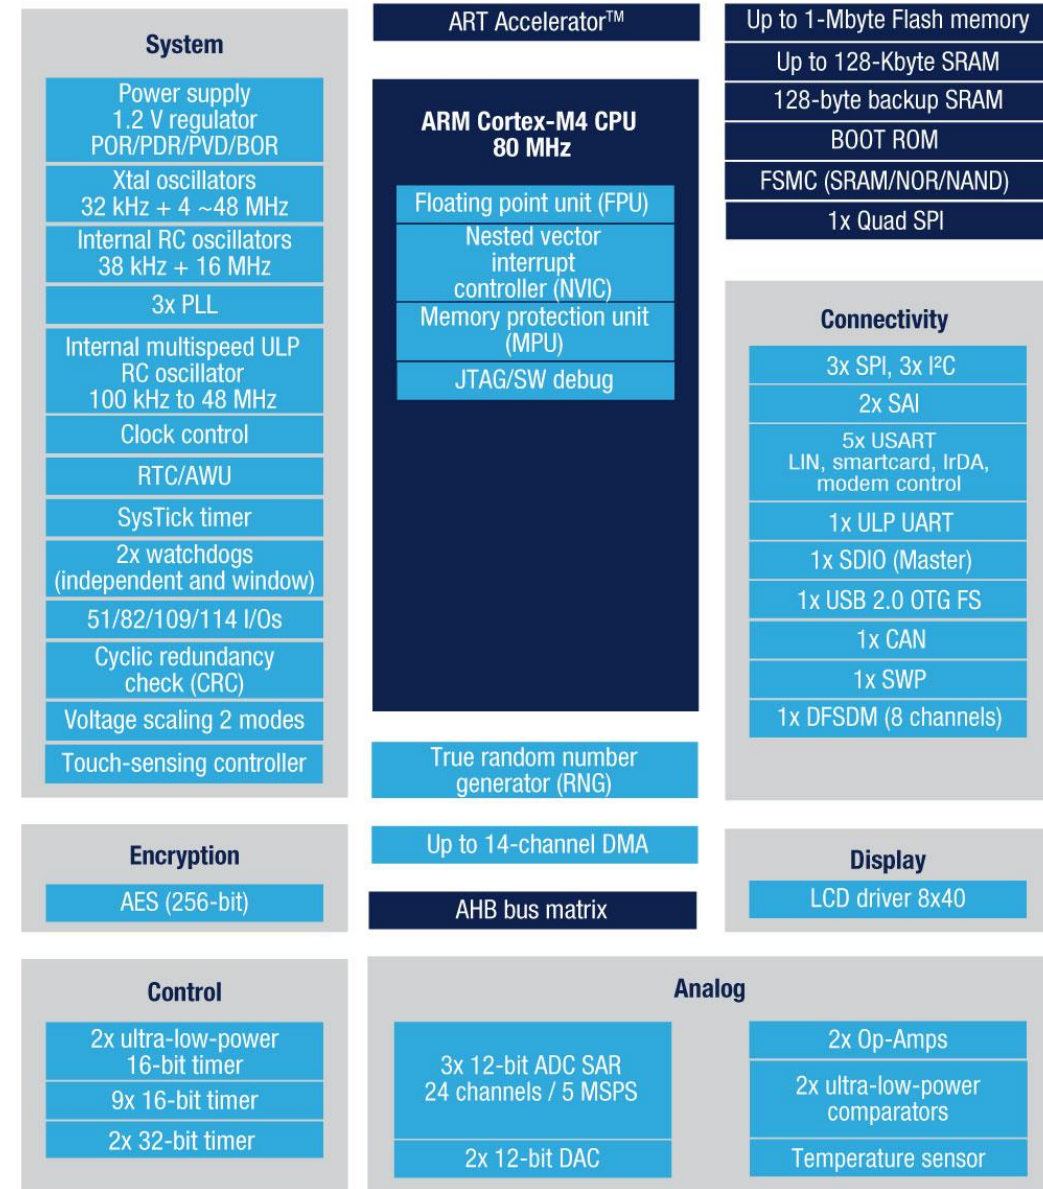 System
Power supply
1.2 V regulator
POR/PDR/PVD/BOR
Xtal oscillators
32 kHz + 4 ~48 MHz
Internal RC oscillators
38 kHz + 16 MHz
3x PLL
Internal multispeed ULP
RC oscillator
100 kHz to 48 MHz
Clock control
RTC/AWU
SysTick timer
2x watchdogs
(independent and window)
51/82/109/114 I/Os
Cyclic redundancy
check (CRC)
Voltage scaling 2 modes
Touch-sensing controller
Encryption
AES (256-bit)
Control
2x ultra-low-power
16-bit timer
9x 16-bit timer
2x 32-bit timer
ART Accelerator™
ARM Cortex-M4 CPU
80 MHz
Floating point unit (FPU)
Nested vector
interrupt
controller (NVIC)
Memory protection unit
(MPU)
JTAG/SW debug
True random number
generator (RNG)
Up to 14-channel DMA
AHB bus matrix
Up to 1-Mbyte Flash memory
Up to 128-Kbyte SRAM
128-byte backup SRAM
BOOT ROM
FSMC (SRAM/NOR/NAND)
1x Quad SPI
Connectivity
3x SPI, 3x I²C
2x SAI
5x USART
LIN, smartcard, IrDA,
modem control
1x ULP UART
1x SDIO (Master)
1x USB 2.0 OTG FS
1x CAN
1x SWP
1x DFSDM (8 channels)
Display
LCD driver 8x40
Analog
3x 12-bit ADC SAR
24 channels / 5 MSPS
2x 12-bit DAC
2x Op-Amps
2x ultra-low-power
comparators
Temperature sensor